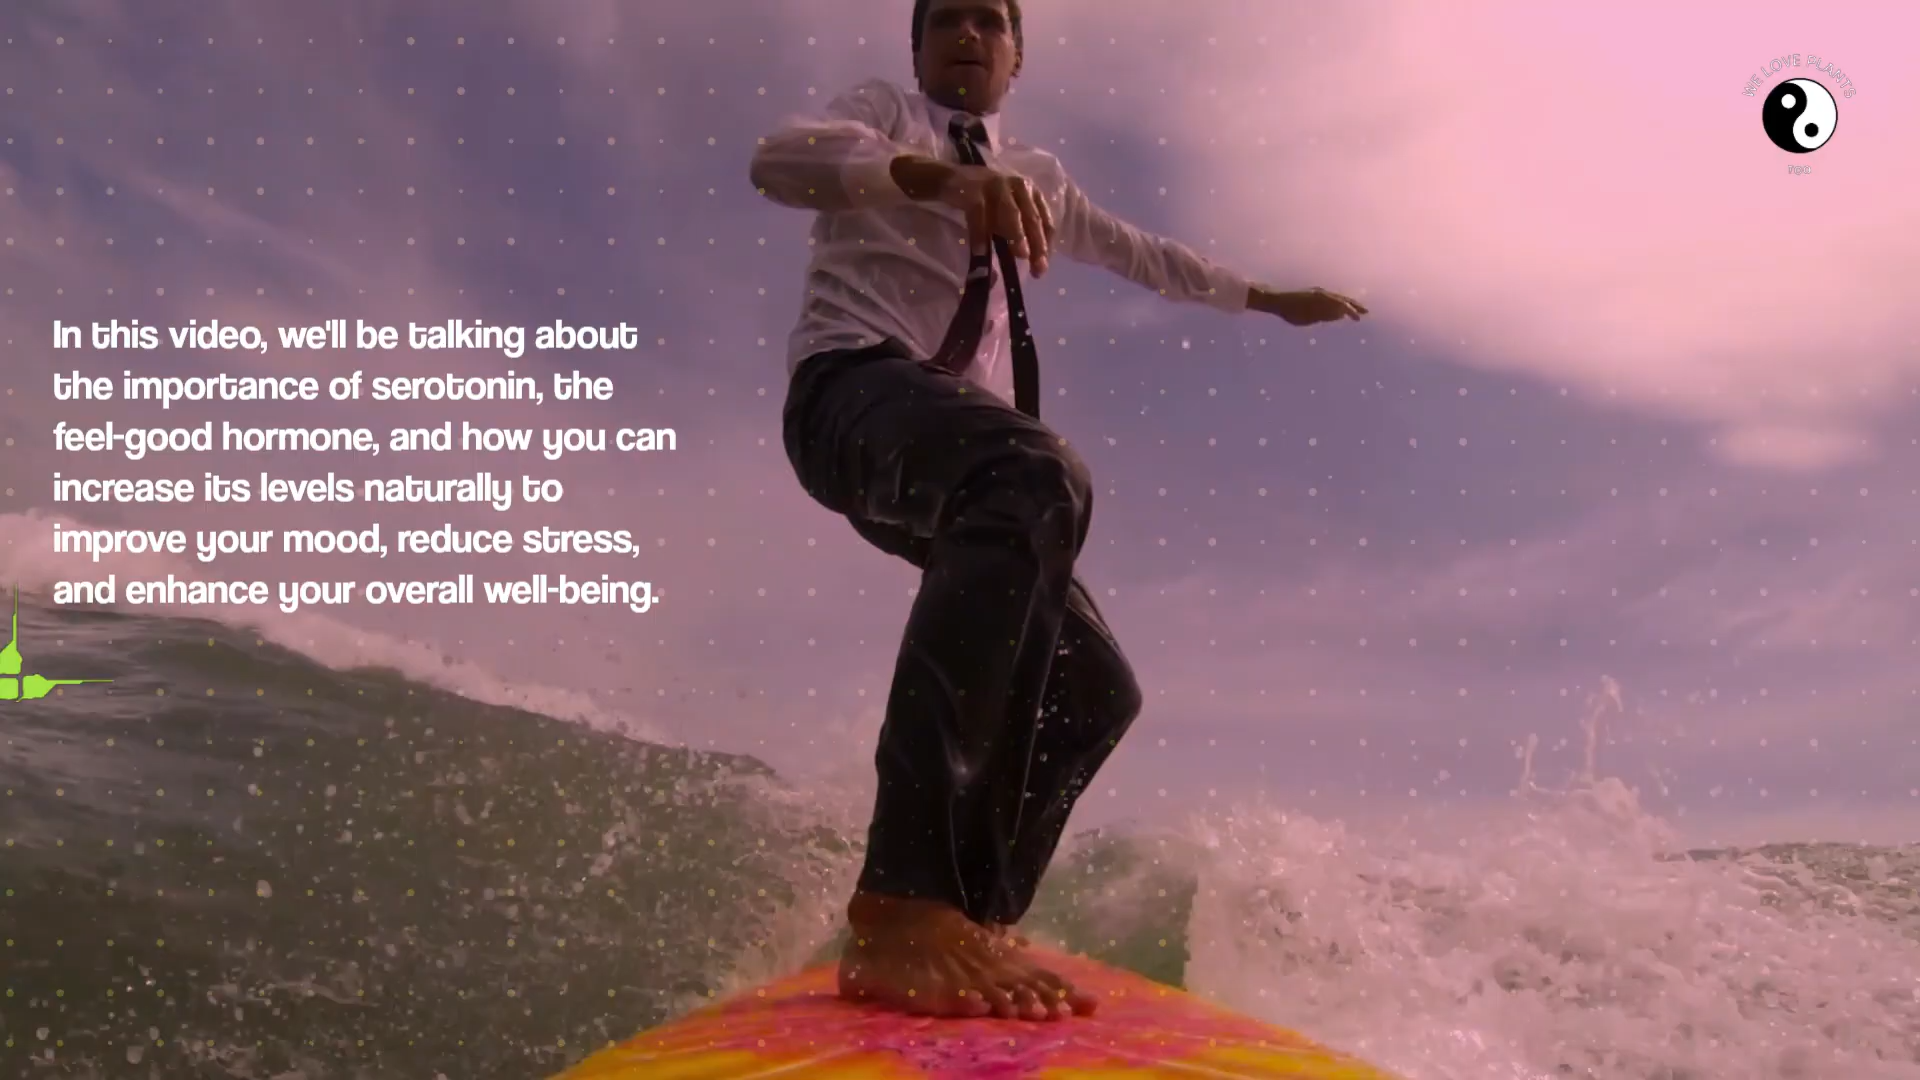 WE LOVE PLANTS
TOO
In this video, we'll be talking about
the importance of serotonin, the
feel-good hormone, and how you can
increase its levels naturally to
improve your mood, reduce stress,
and enhance your overall well-being.